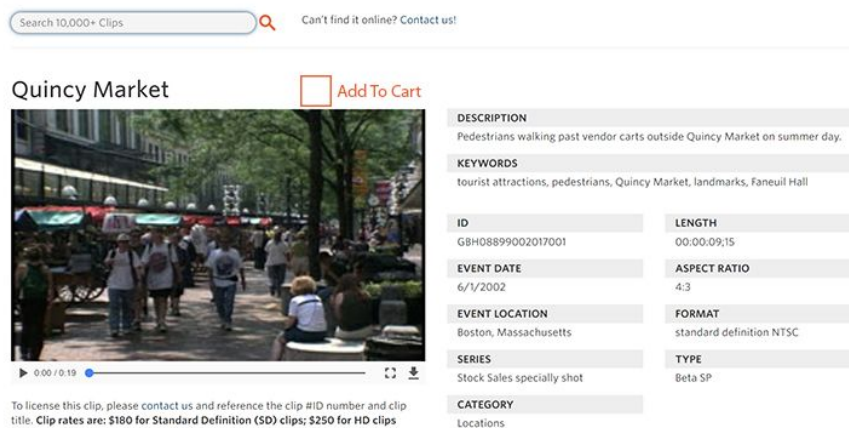 Search 10,000+ Clips
Can't find it online? Contact us!
Quincy Market
Add To Cart
DESCRIPTION
Pedestrians walking past vendor carts outside Quincy Market on summer day.
KEYWORDS
tourist attractions, pedestrians, Quincy Market, landmarks, Faneuil Hall
ID
GBH08899002017001
LENGTH
00:00:09;15
EVENT DATE
6/1/2002
ASPECT RATIO
4:3
EVENT LOCATION
Boston, Massachusetts
FORMAT
standard definition NTSC
SERIES
Stock Sales specially shot
TYPE
Beta SP
CATEGORY
Locations
0:00 / 0:19
To license this clip, please contact us and reference the clip #ID number and clip
title. Clip rates are: $180 for Standard Definition (SD) clips; $250 for HD clips